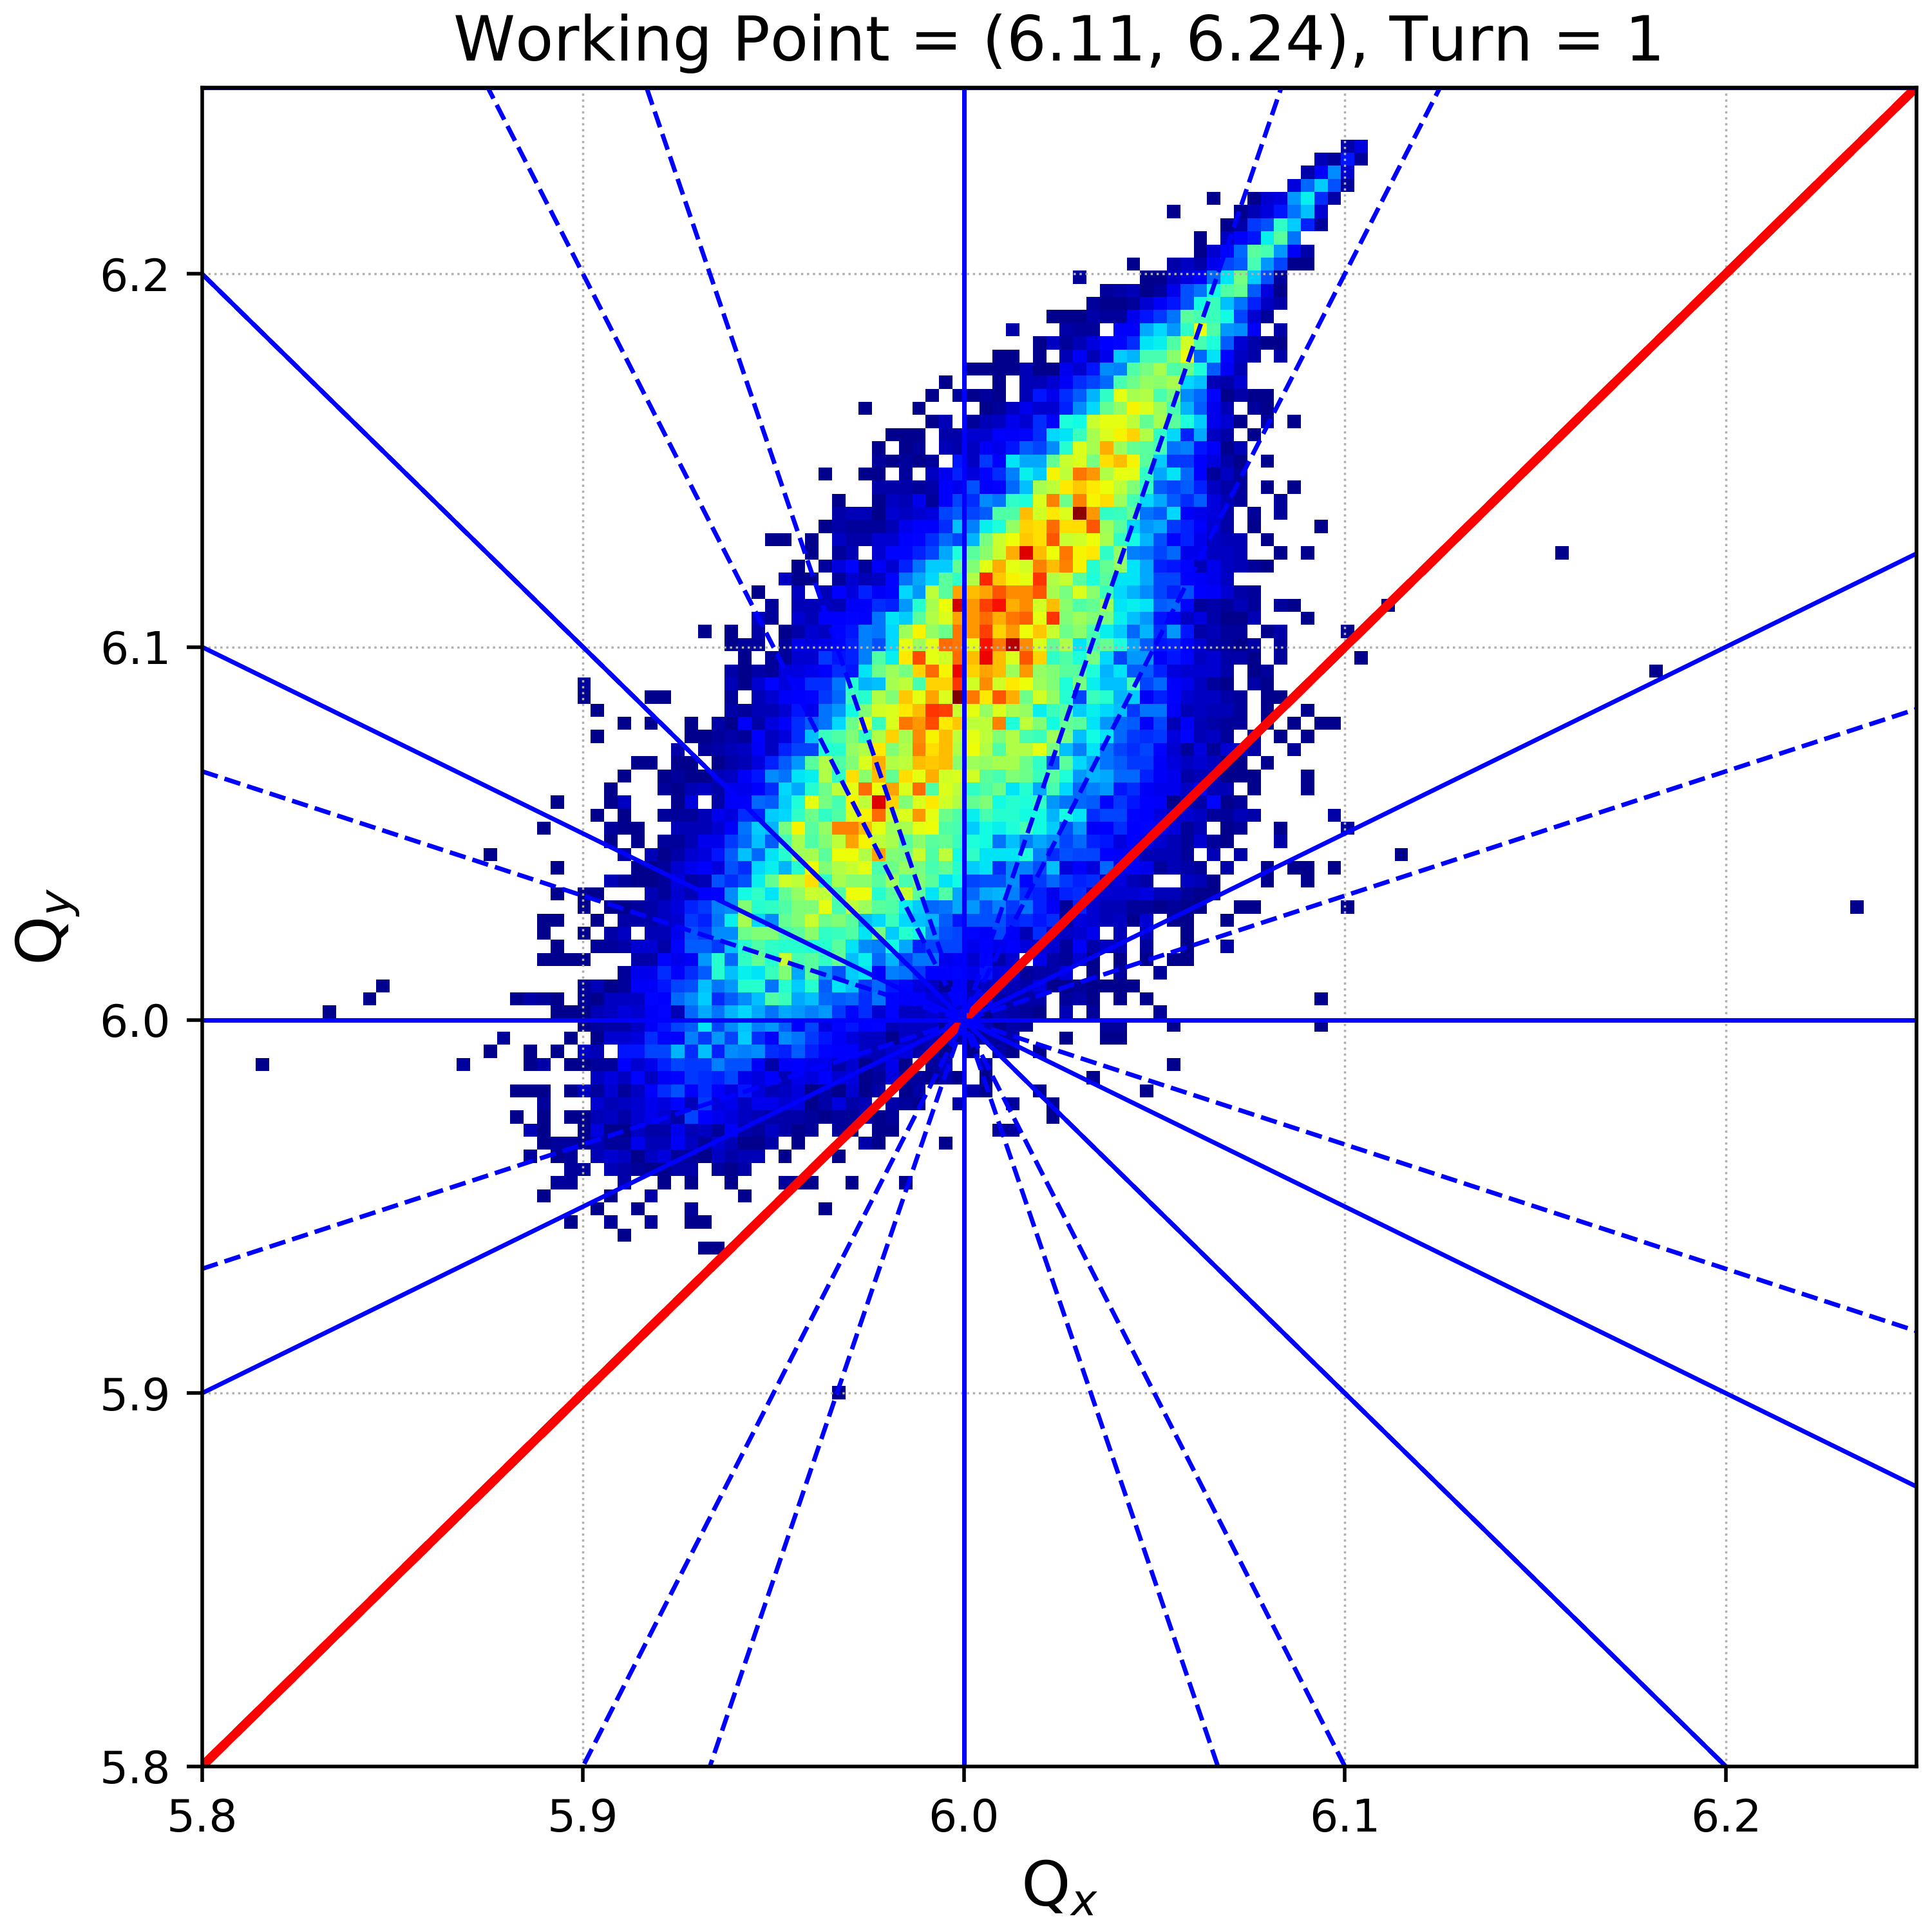 Working Point = (6.11, 6.24), Turn = 1
6.2
6.1
6.0
5.9
5.8
Qy
5.8 5.9 6.0 6.1 6.2
Qx